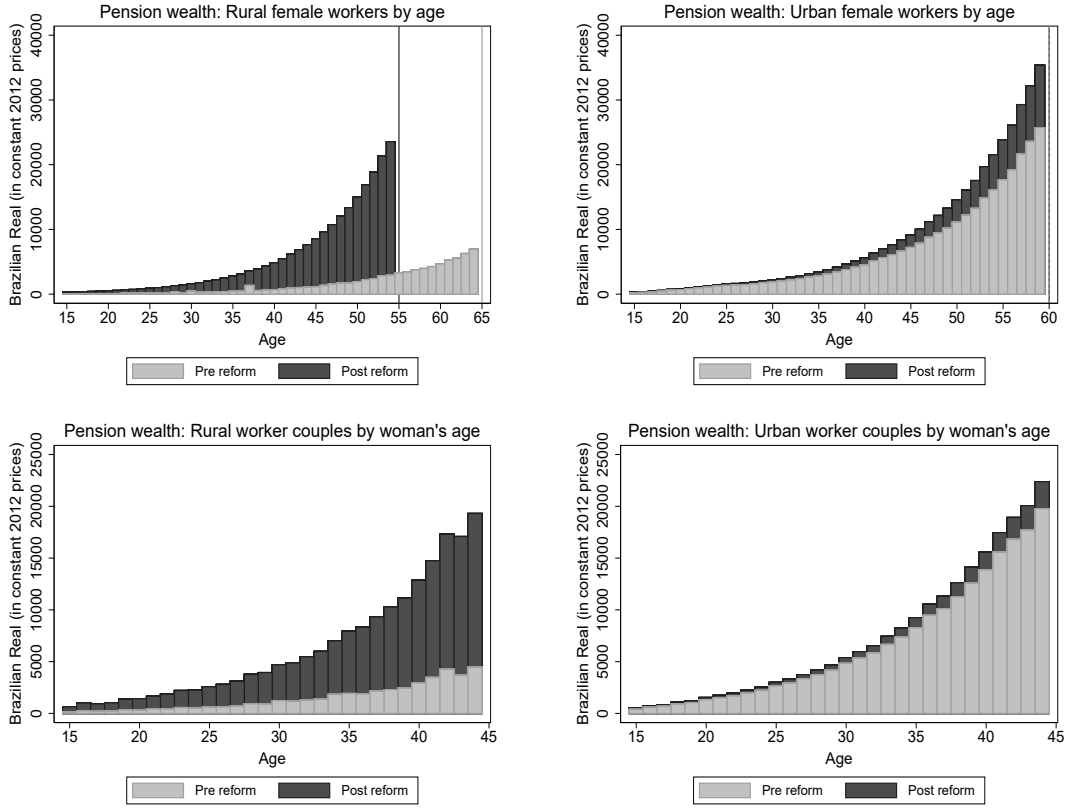 Pension wealth: Rural female workers by age
Brazilian Real (in constant 2012 prices)
0 10000 20000 30000 40000
15 20 25 30 35 40 45 50 55 60 65
Age
Pre reform Post reform
Pension wealth: Urban female workers by age
Brazilian Real (in constant 2012 prices)
0 10000 20000 30000 40000
15 20 25 30 35 40 45 50 55 60
Age
Pre reform Post reform
Pension wealth: Rural worker couples by woman's age
Brazilian Real (in constant 2012 prices)
0 5000 10000 15000 20000 25000
15 20 25 30 35 40 45
Age
Pre reform Post reform
Pension wealth: Urban worker couples by woman's age
Brazilian Real (in constant 2012 prices)
0 5000 10000 15000 20000 25000
15 20 25 30 35 40 45
Age
Pre reform Post reform